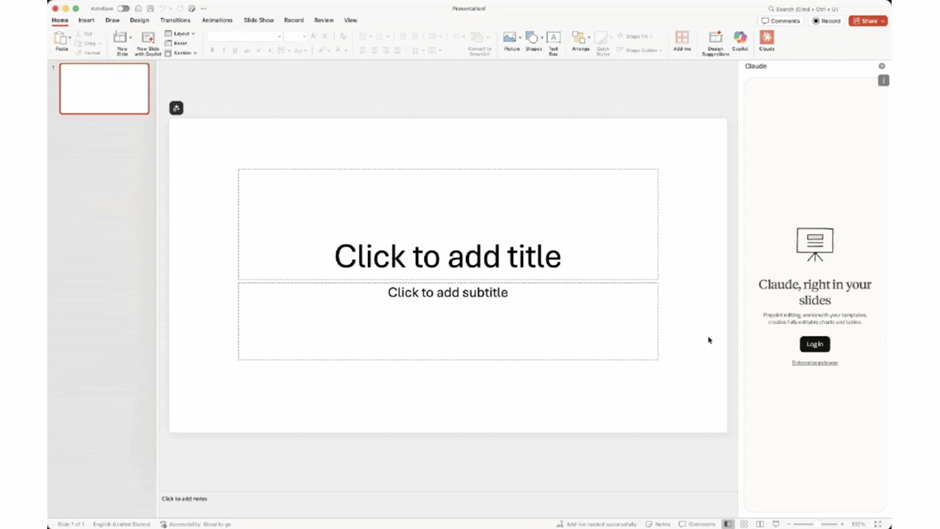 AutoSave
Presentation1
Search (Cmd + Ctrl + U)
Home Insert Draw Design Transitions Animations Slide Show Record Review View
Comments Record Share
Paste
Cut
Copy
Format
New Slide
New Slide with Copilot
Layout
Reset
Section
Convert to SmartArt
Picture
Shapes
Text Box
Arrange
Quick Styles
Shape Fill
Shape Outline
Add-ins
Design Suggestions
Copilot
Claude
1
Claude
Click to add title
Click to add subtitle
Claude, right in your
slides
Pinpoint editing, works with your templates,
creates fully editable charts and tables.
Log in
Enterprise gateway
Click to add notes
Slide 1 of 1 English (United States) Accessibility: Good to go
Add-ins loaded successfully Notes Comments